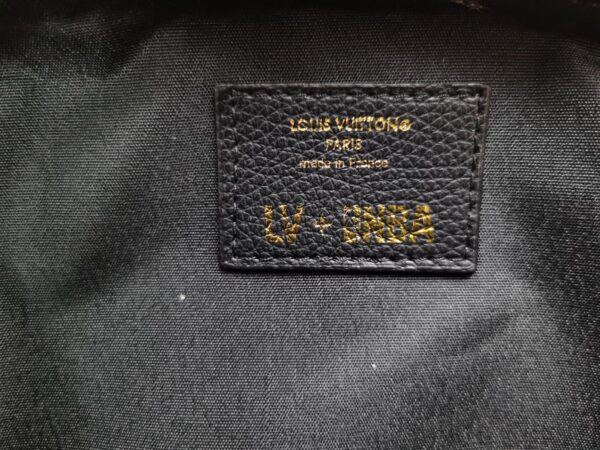 LOUIS VUITTON®
PARIS
made in France
LV + NBA